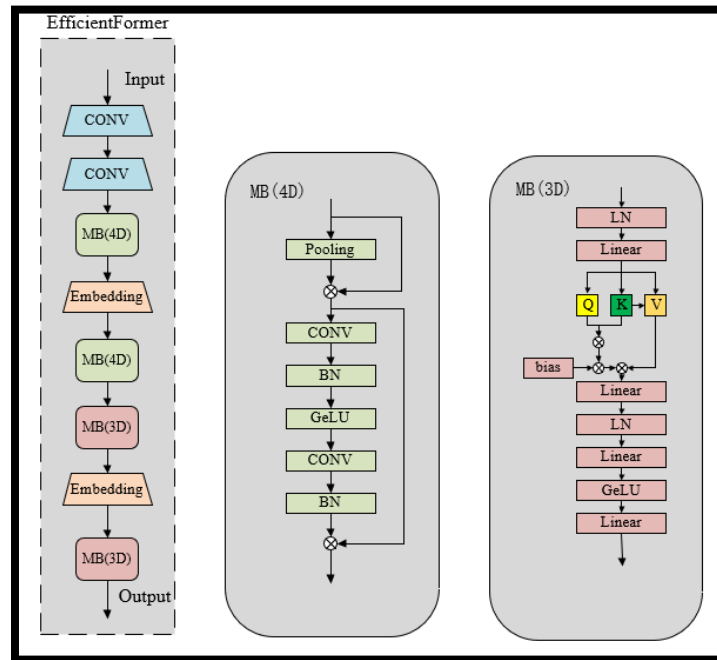 EfficientFormer
Input
CONV
CONV
MB(4D)
Embedding
MB(4D)
MB(3D)
Embedding
MB(3D)
Output
MB(4D)
Pooling
CONV
BN
GeLU
CONV
BN
MB(3D)
LN
Linear
Q K V
bias
Linear
LN
Linear
GeLU
Linear